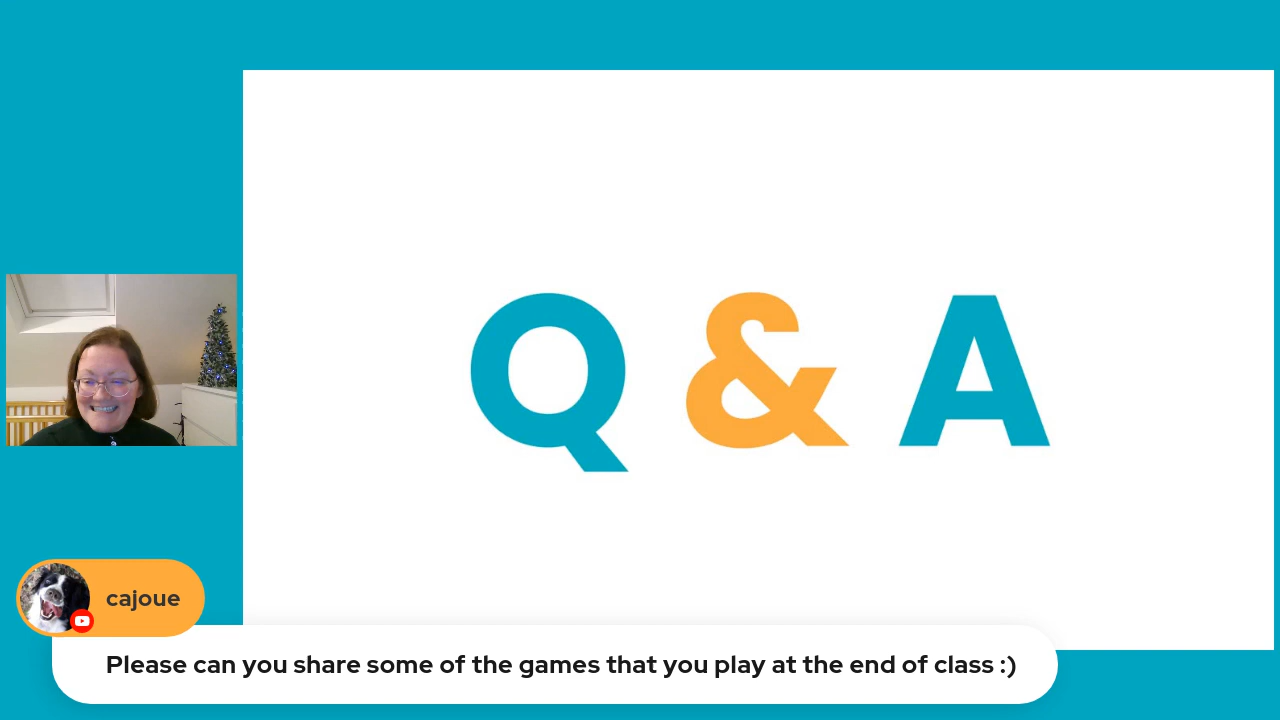 Q & A
cajoue
Please can you share some of the games that you play at the end of class :)